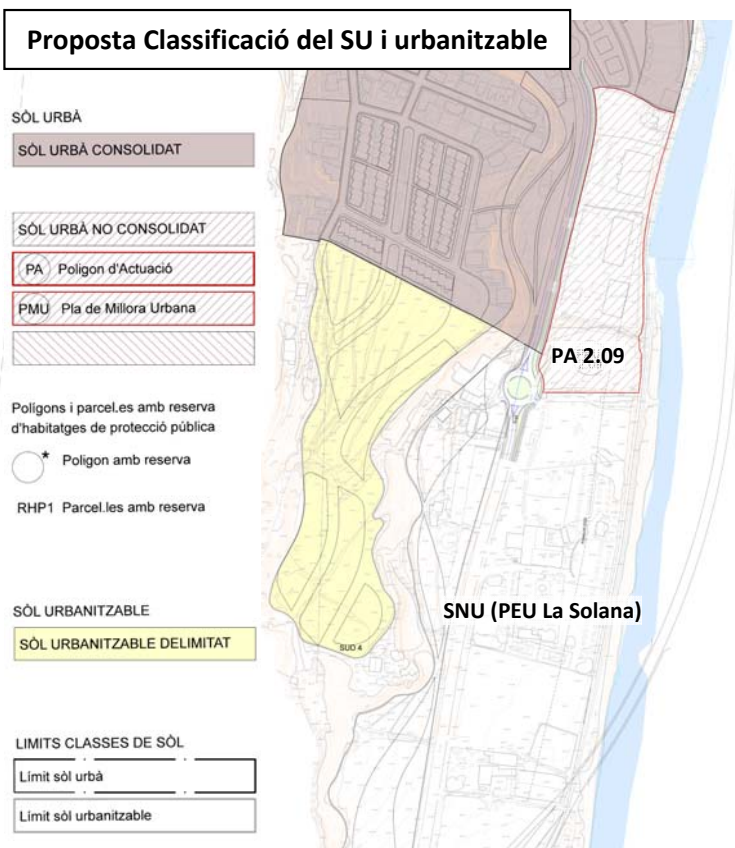 Proposta Classificació del SU i urbanitzable
SÒL URBÀ
SÒL URBÀ CONSOLIDAT
SÒL URBÀ NO CONSOLIDAT
PA Poligon d'Actuació
PMU Pla de Millora Urbana
Polígons i parcel.es amb reserva
d'habitatges de protecció pública
* Poligon amb reserva
RHP1 Parcel.les amb reserva
SÒL URBANITZABLE
SÒL URBANITZABLE DELIMITAT
LIMITS CLASSES DE SÒL
Límit sòl urbà
Límit sòl urbanitzable
PA 2.09
SNU (PEU La Solana)
SUD 4